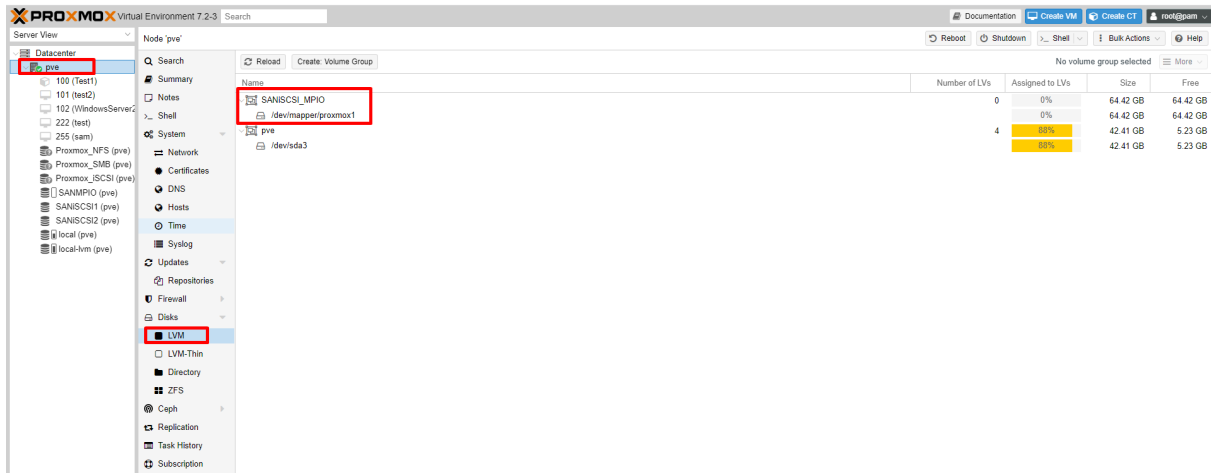 PROXMOX Virtual Environment 7.2-3 Search Documentation Create VM Create CT root@pam
Server View
Node 'pve' Reboot Shutdown Shell Bulk Actions Help
Datacenter
pve
100 (Test1)
101 (test2)
102 (WindowsServer2
222 (test)
255 (sam)
Proxmox_NFS (pve)
Proxmox_SMB (pve)
Proxmox_iSCSI (pve)
SANMPIO (pve)
SANiSCSI1 (pve)
SANiSCSI2 (pve)
local (pve)
local-lvm (pve)
Search
Summary
Notes
>_ Shell
System
Network
Certificates
DNS
Hosts
Time
Syslog
Updates
Repositories
Firewall
Disks
LVM
LVM-Thin
Directory
ZFS
Ceph
Replication
Task History
Subscription
Reload Create: Volume Group No volume group selected More
Name Number of LVs Assigned to LVs Size Free
SANiSCSI_MPIO 0 0% 64.42 GB 64.42 GB
/dev/mapper/proxmox1 0% 64.42 GB 64.42 GB
pve 4 88% 42.41 GB 5.23 GB
/dev/sda3 88% 42.41 GB 5.23 GB